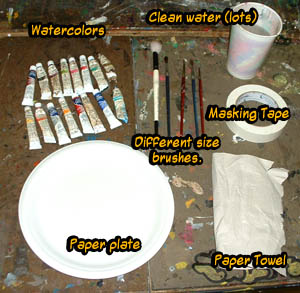 Clean water (lots)
Watercolors
Masking Tape
Different size
brushes.
Paper plate
Paper Towel